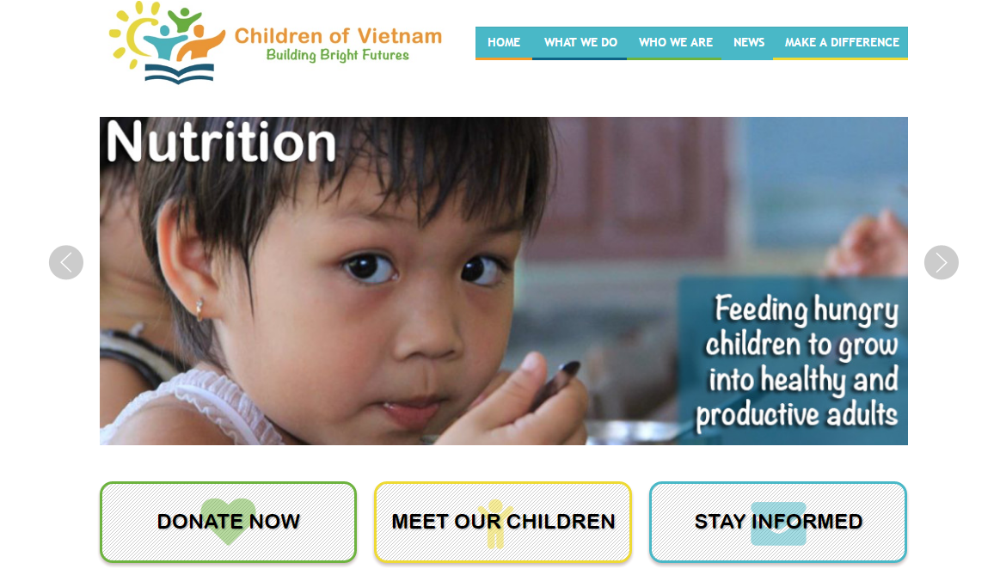 Children of Vietnam
Building Bright Futures
HOME WHAT WE DO WHO WE ARE NEWS MAKE A DIFFERENCE
Nutrition
Feeding hungry
children to grow
into healthy and
productive adults
DONATE NOW MEET OUR CHILDREN STAY INFORMED